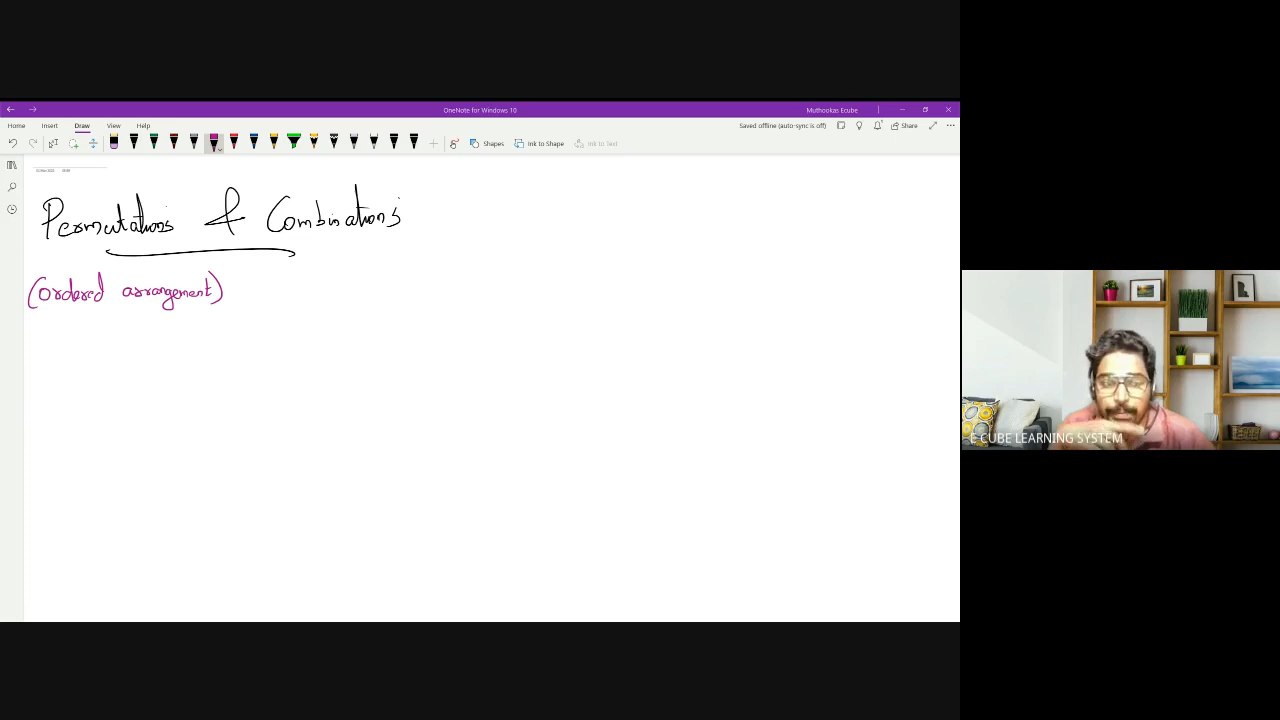 OneNote for Windows 10
Muthookas Ecube
Home Insert Draw View Help
Saved offline (auto-sync is off) Share
Shapes Ink to Shape Ink to Text
Permutations & Combinations
(ordered arrangement)
E CUBE LEARNING SYSTEM